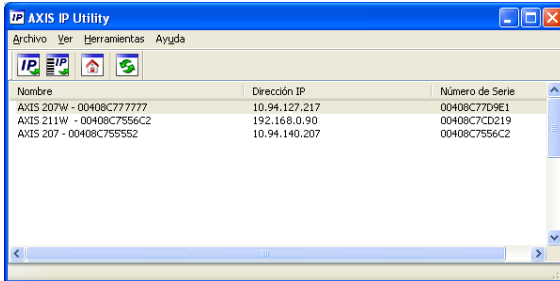 AXIS IP Utility
Archivo Ver Herramientas Ayuda
IP IP
Nombre Dirección IP Número de Serie
AXIS 207W - 00408C777777 10.94.127.217 00408C77D9E1
AXIS 211W - 00408C7556C2 192.168.0.90 00408C7CD219
AXIS 207 - 00408C755552 10.94.140.207 00408C7556C2